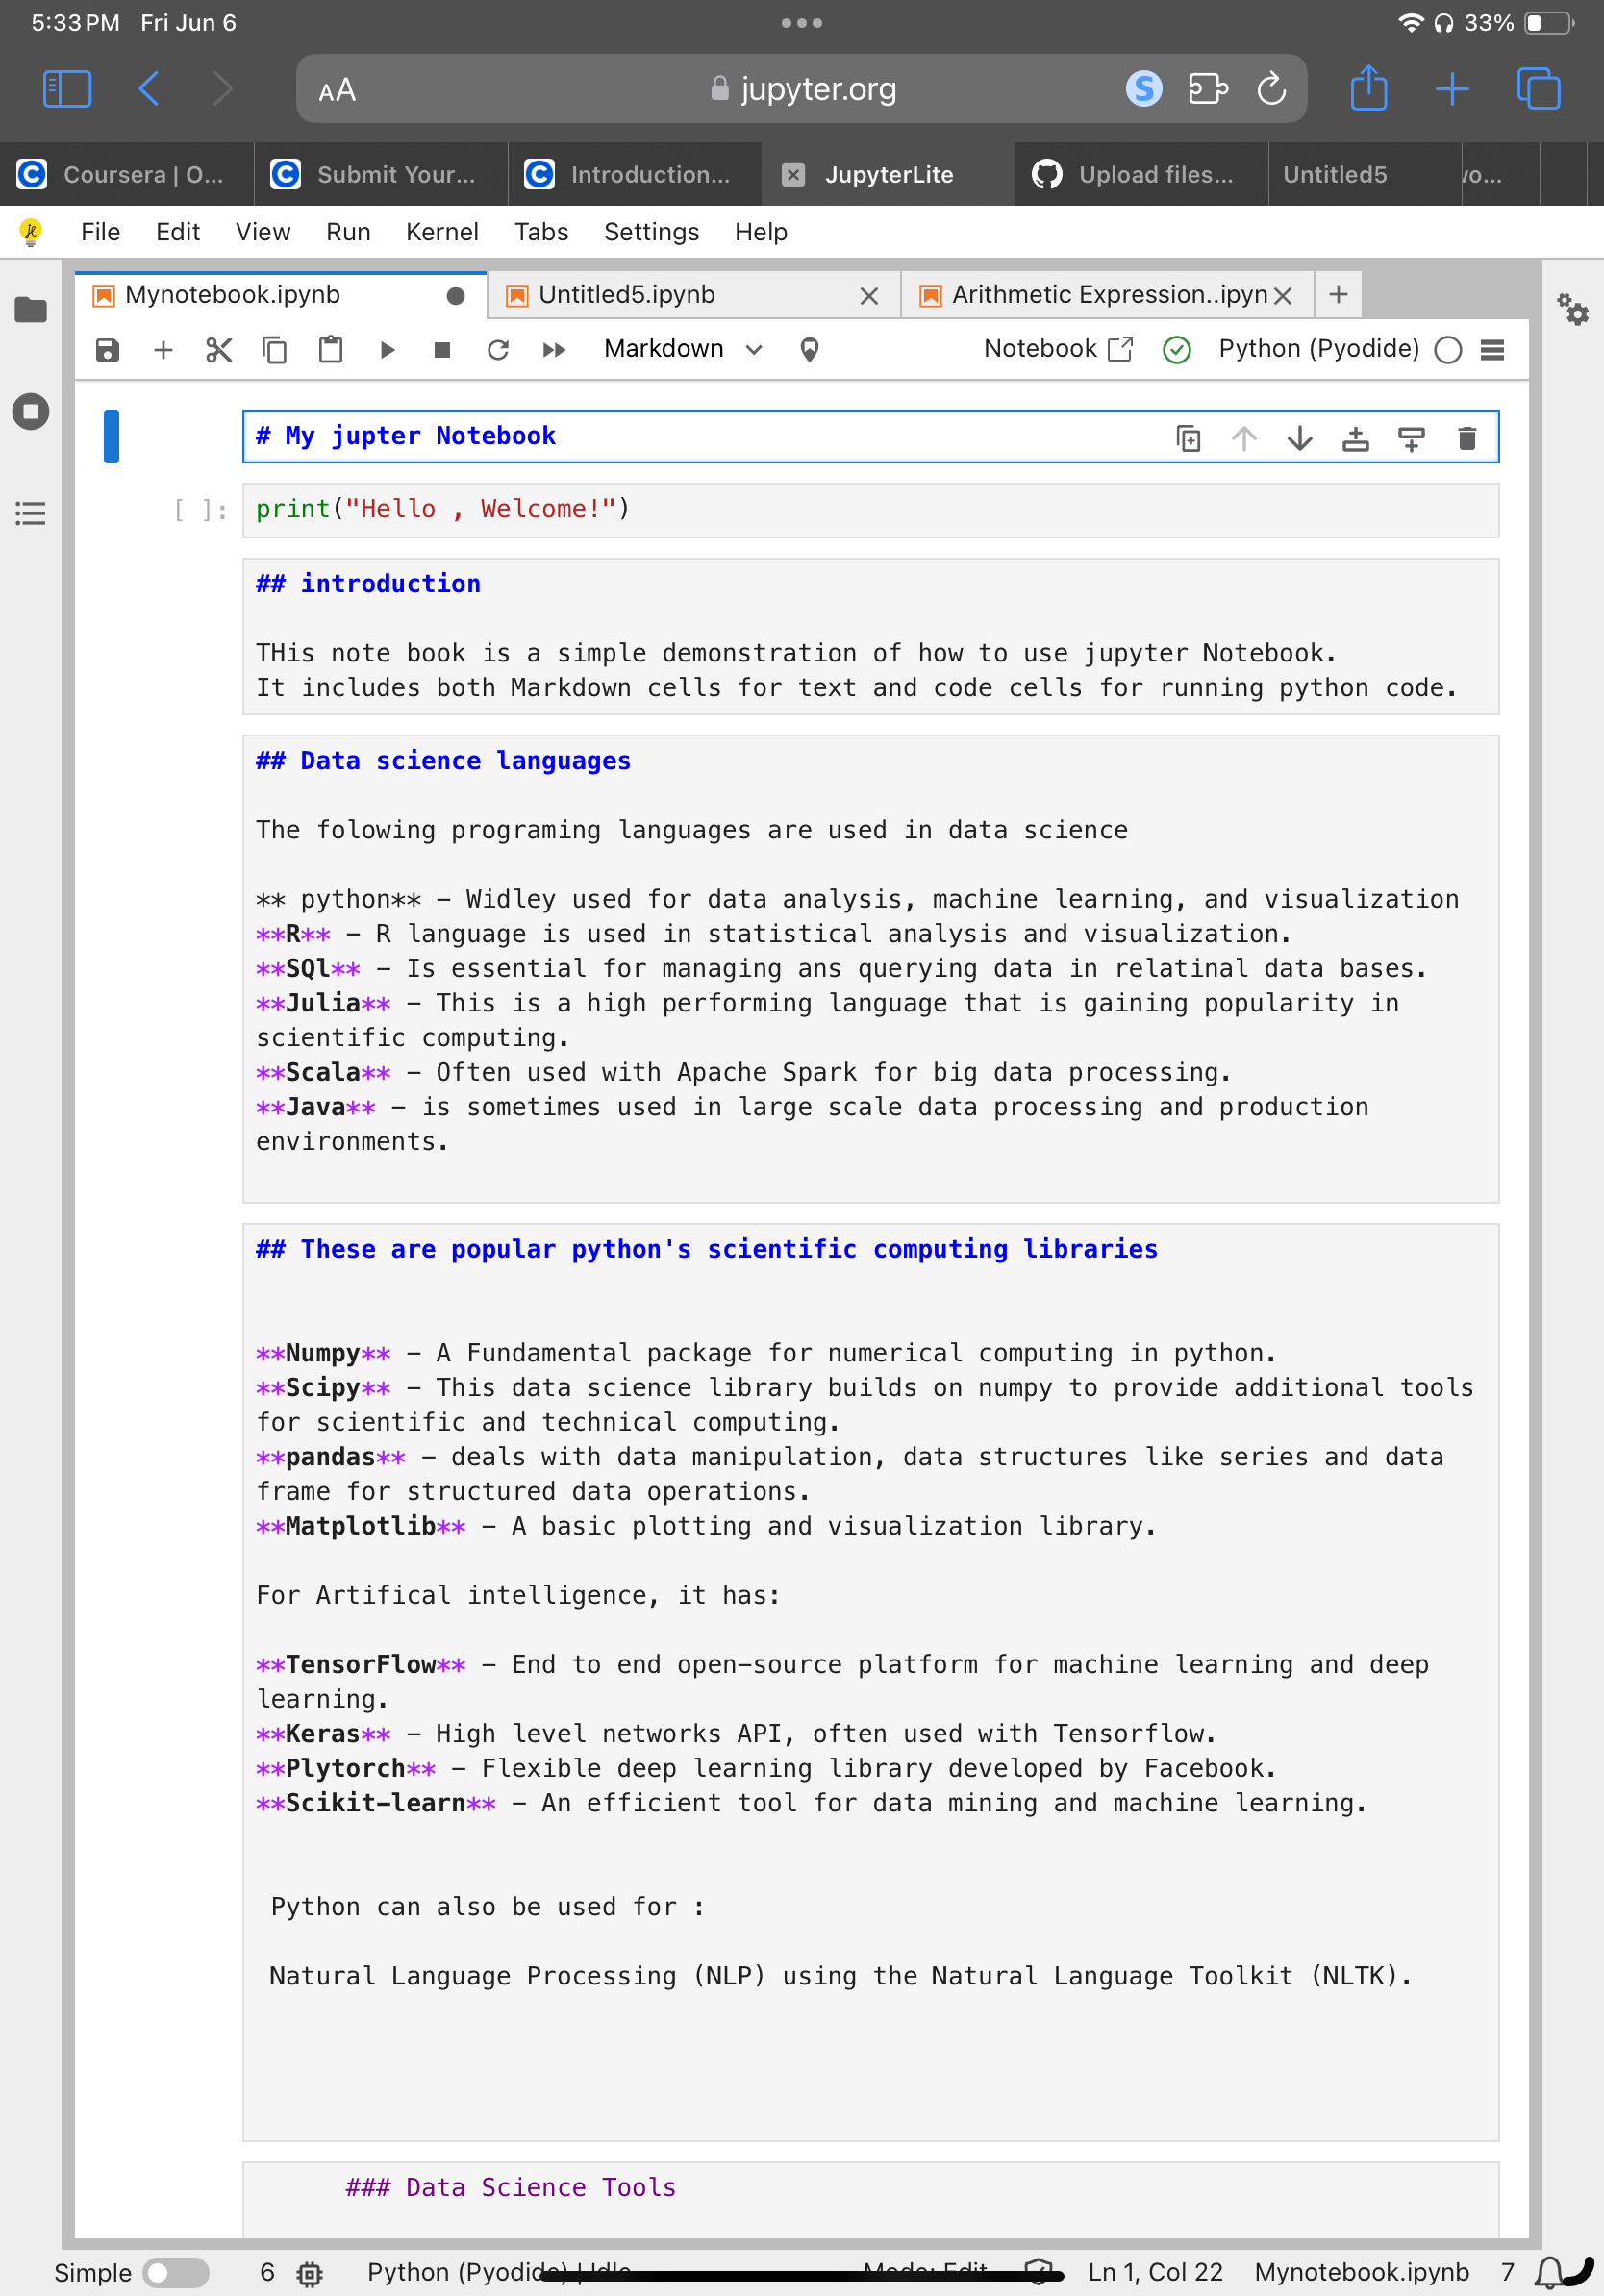 5:33 PM Fri Jun 6
33%
AA jupyter.org
Coursera | O... Submit Your... Introduction... JupyterLite Upload files... Untitled5
File Edit View Run Kernel Tabs Settings Help
Mynotebook.ipynb Untitled5.ipynb Arithmetic Expression..ipyn
Markdown Notebook Python (Pyodide)
# My jupter Notebook
[ ]: print("Hello , Welcome!")
## introduction
THis note book is a simple demonstration of how to use jupyter Notebook.
It includes both Markdown cells for text and code cells for running python code.
## Data science languages
The folowing programing languages are used in data science
** python** – Widley used for data analysis, machine learning, and visualization
**R** – R language is used in statistical analysis and visualization.
**SQl** – Is essential for managing ans querying data in relatinal data bases.
**Julia** – This is a high performing language that is gaining popularity in
scientific computing.
**Scala** – Often used with Apache Spark for big data processing.
**Java** – is sometimes used in large scale data processing and production
environments.
## These are popular python's scientific computing libraries
**Numpy** – A Fundamental package for numerical computing in python.
**Scipy** – This data science library builds on numpy to provide additional tools
for scientific and technical computing.
**pandas** – deals with data manipulation, data structures like series and data
frame for structured data operations.
**Matplotlib** – A basic plotting and visualization library.
For Artifical intelligence, it has:
**TensorFlow** – End to end open–source platform for machine learning and deep
learning.
**Keras** – High level networks API, often used with Tensorflow.
**Plytorch** – Flexible deep learning library developed by Facebook.
**Scikit–learn** – An efficient tool for data mining and machine learning.
Python can also be used for :
Natural Language Processing (NLP) using the Natural Language Toolkit (NLTK).
### Data Science Tools
Simple 6 Python (Pyodide) | Idle Mode: Edit Ln 1, Col 22 Mynotebook.ipynb 7